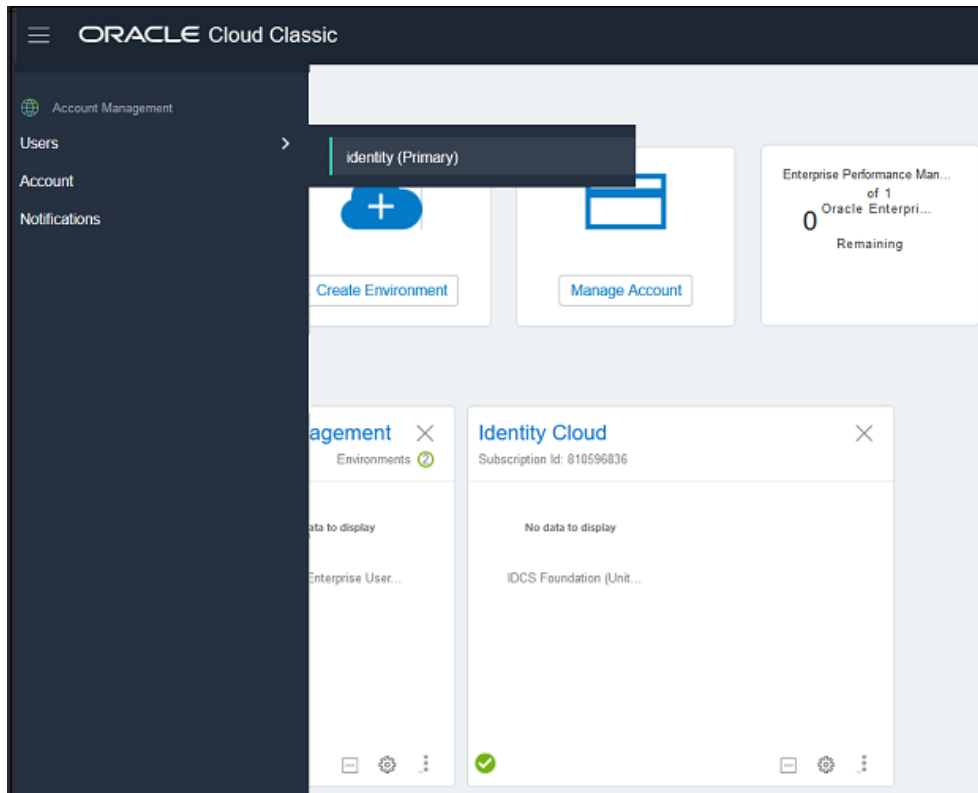 ORACLE Cloud Classic
Account Management
Users
Account
Notifications
identity (Primary)
Create Environment
Manage Account
Enterprise Performance Man...
of 1
0 Oracle Enterpri...
Remaining
agement
Environments 2
ata to display
Enterprise User...
Identity Cloud
Subscription Id: 810596836
No data to display
IDCS Foundation (Unit...